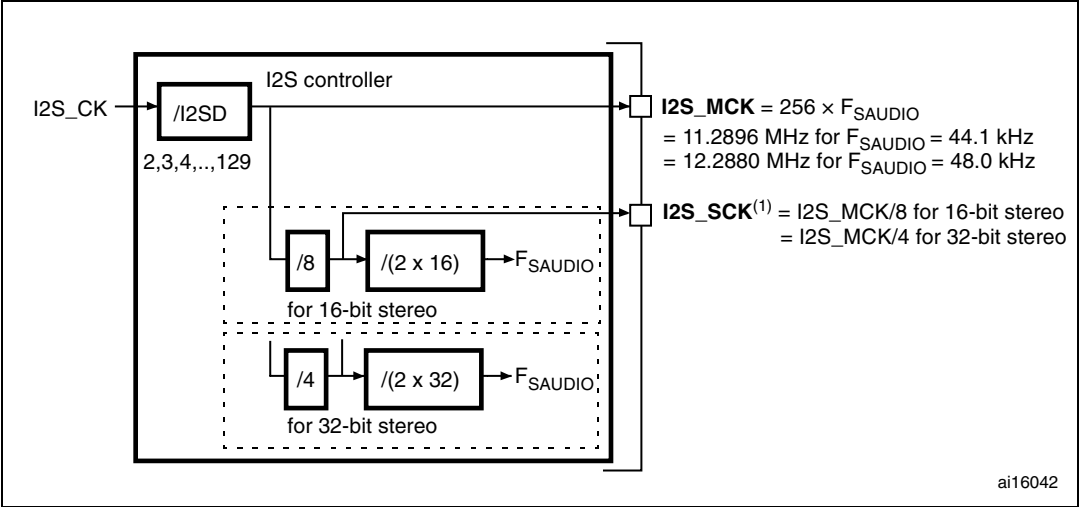 I2S controller
I2S_CK
/I2SD
2,3,4,..,129
I2S_MCK = 256 × FSAUDIO
= 11.2896 MHz for FSAUDIO = 44.1 kHz
= 12.2880 MHz for FSAUDIO = 48.0 kHz
I2S_SCK(1) = I2S_MCK/8 for 16-bit stereo
= I2S_MCK/4 for 32-bit stereo
/8
/(2 x 16)
FSAUDIO
for 16-bit stereo
/4
/(2 x 32)
FSAUDIO
for 32-bit stereo
ai16042